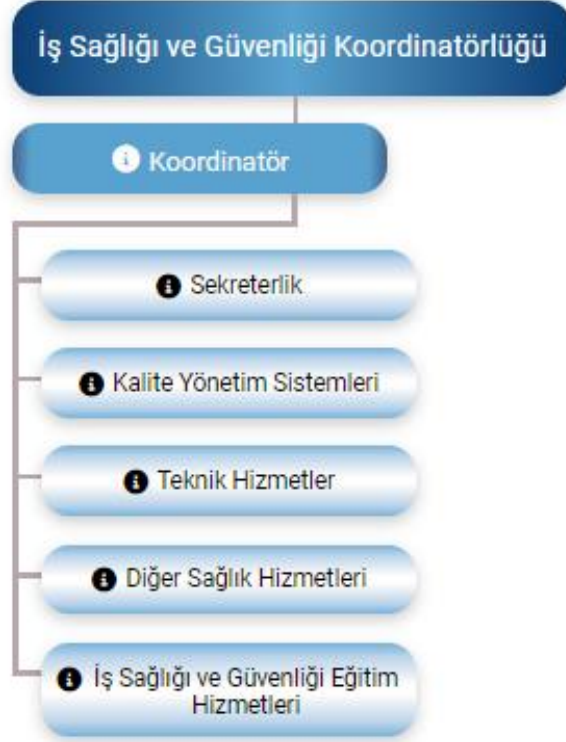 İş Sağlığı ve Güvenliği Koordinatörlüğü
Koordinatör
Sekreterlik
Kalite Yönetim Sistemleri
Teknik Hizmetler
Diğer Sağlık Hizmetleri
İş Sağlığı ve Güvenliği Eğitim
Hizmetleri